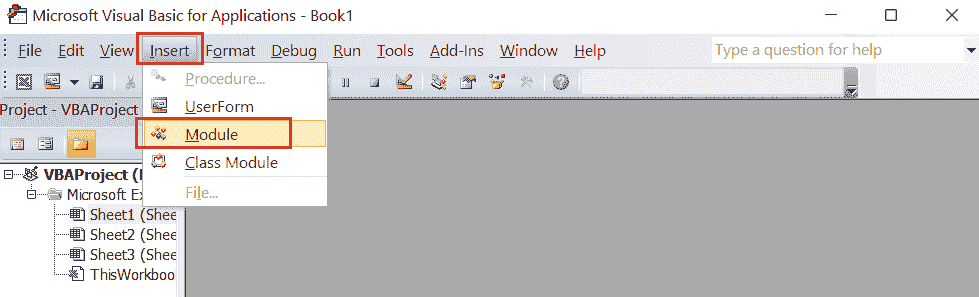 Microsoft Visual Basic for Applications - Book1
File Edit View Insert Format Debug Run Tools Add-Ins Window Help Type a question for help
Procedure...
Project - VBAProject
UserForm
Module
Class Module
VBAProject (
File...
Microsoft Ex
Sheet1 (Shee
Sheet2 (Shee
Sheet3 (Shee
ThisWorkboo